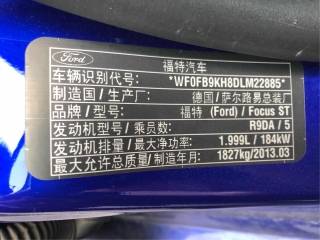 Ford
福特汽车
车辆识别代号: *WF0FB9KH8DLM22885*
制造国 / 生产厂: 德国 / 萨尔路易总装厂
品牌 / 型号: 福特 (Ford) / Focus ST
发动机型号 / 乘员数: R9DA / 5
发动机排量 / 最大净功率: 1.999L / 184kW
最大允许总质量/ 制造年月: 1827kg/2013.03